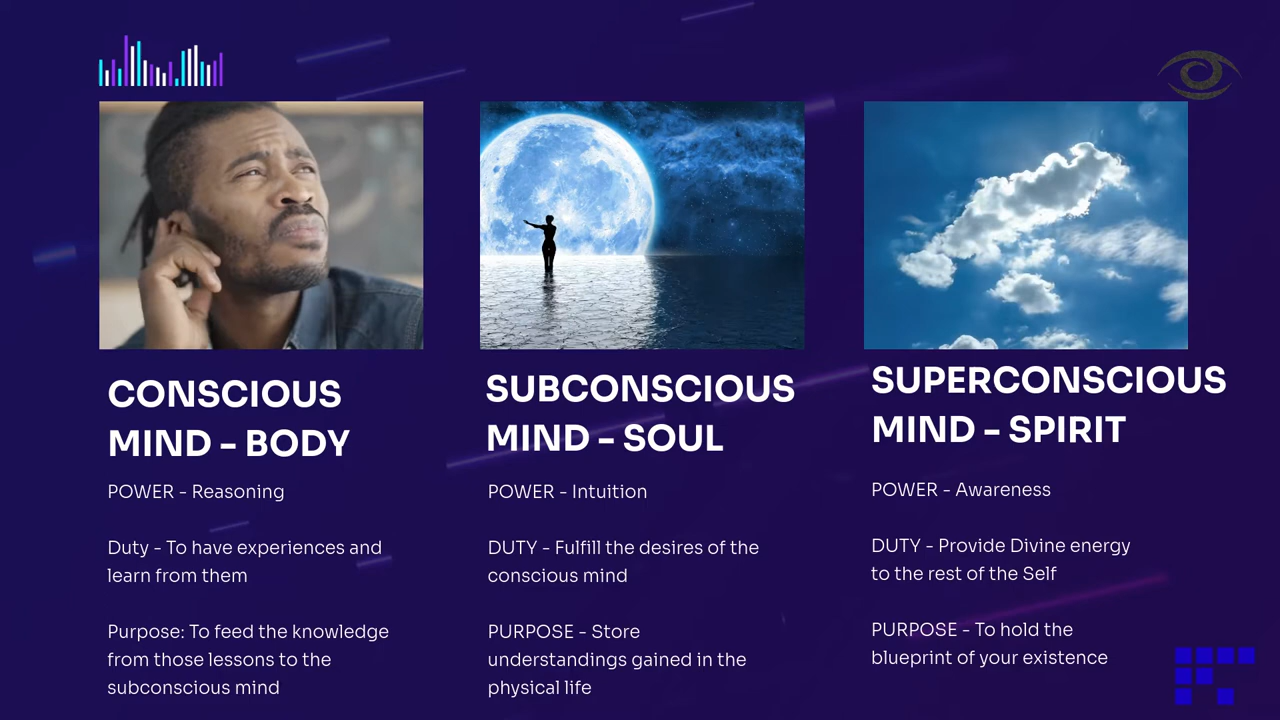 CONSCIOUS
MIND – BODY
POWER - Reasoning
Duty - To have experiences and
learn from them
Purpose: To feed the knowledge
from those lessons to the
subconscious mind
SUBCONSCIOUS
MIND – SOUL
POWER - Intuition
DUTY - Fulfill the desires of the
conscious mind
PURPOSE - Store
understandings gained in the
physical life
SUPERCONSCIOUS
MIND – SPIRIT
POWER - Awareness
DUTY - Provide Divine energy
to the rest of the Self
PURPOSE - To hold the
blueprint of your existence